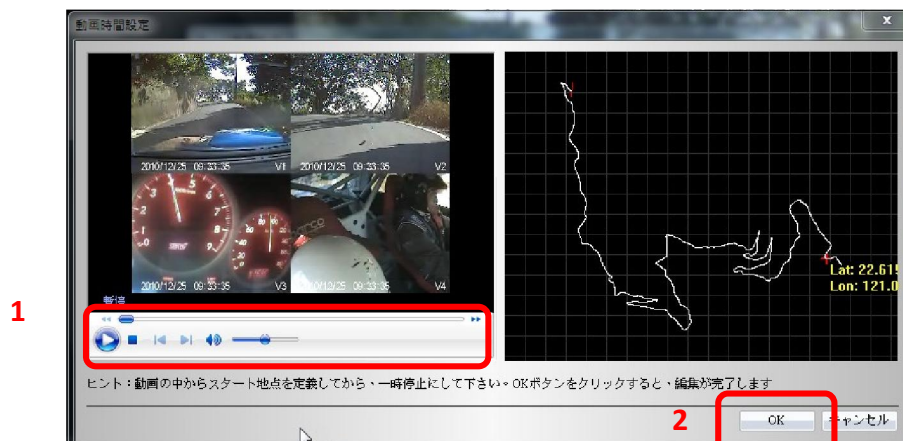 動画時間設定
x
2010/12/25 09:33:35 V1
2010/12/25 09:33:35 V2
2010/12/25 09:33:35 V3
2010/12/25 09:33:35 V4
Lat: 22.619
Lon: 121.0
暫停
1
ヒント：動画の中からスタート地点を定義してから、一時停止にして下さい。OKボタンをクリックすると、編集が完了します
2
OK
キャンセル